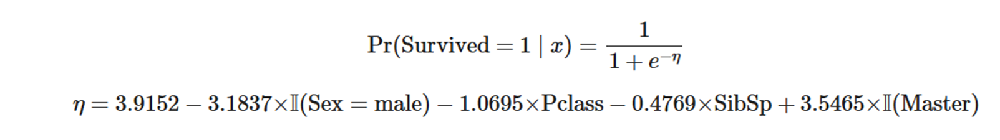 Pr(Survived = 1 | x) = 1 / (1 + e^{−η})
η = 3.9152 − 3.1837×𝕀(Sex = male) − 1.0695×Pclass − 0.4769×SibSp + 3.5465×𝕀(Master)